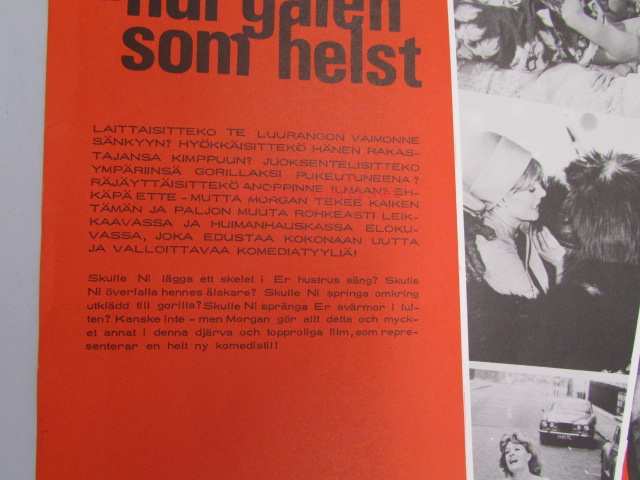 hur galen
som helst
LAITTAISITTEKO TE LUURANGON VAIMONNE
SÄNKYYN? HYÖKKÄISITTEKÖ HÄNEN RAKAS-
TAJANSA KIMPPUUN? JUOKSENTELISITTEKO
YMPÄRIINSÄ GORILLAKSI PUKEUTUNEENA?
RÄJÄYTTÄISITTEKÖ ANOPPINNE ILMAAN? EH-
KÄPÄ ETTE – MUTTA MORGAN TEKEE KAIKEN
TÄMÄN JA PALJON MUUTA ROHKEASTI LEIK-
KAAVASSA JA HUIMANHAUSKASSA ELOKU-
VASSA, JOKA EDUSTAA KOKONAAN UUTTA
JA VALLOITTAVAA KOMEDIATYYLIÄ!
Skulle Ni lägga ett skelet i Er hustrus säng? Skulle
Ni överfalla hennes älskare? Skulle Ni springa omkring
utklädd till gorilla? Skulle Ni spränga Er svärmor i luf-
ten? Kanske inte – men Morgan gör allt detta och myck-
et annat i denna djärva och topproliga film, som repre-
senterar en helt ny komedistil!